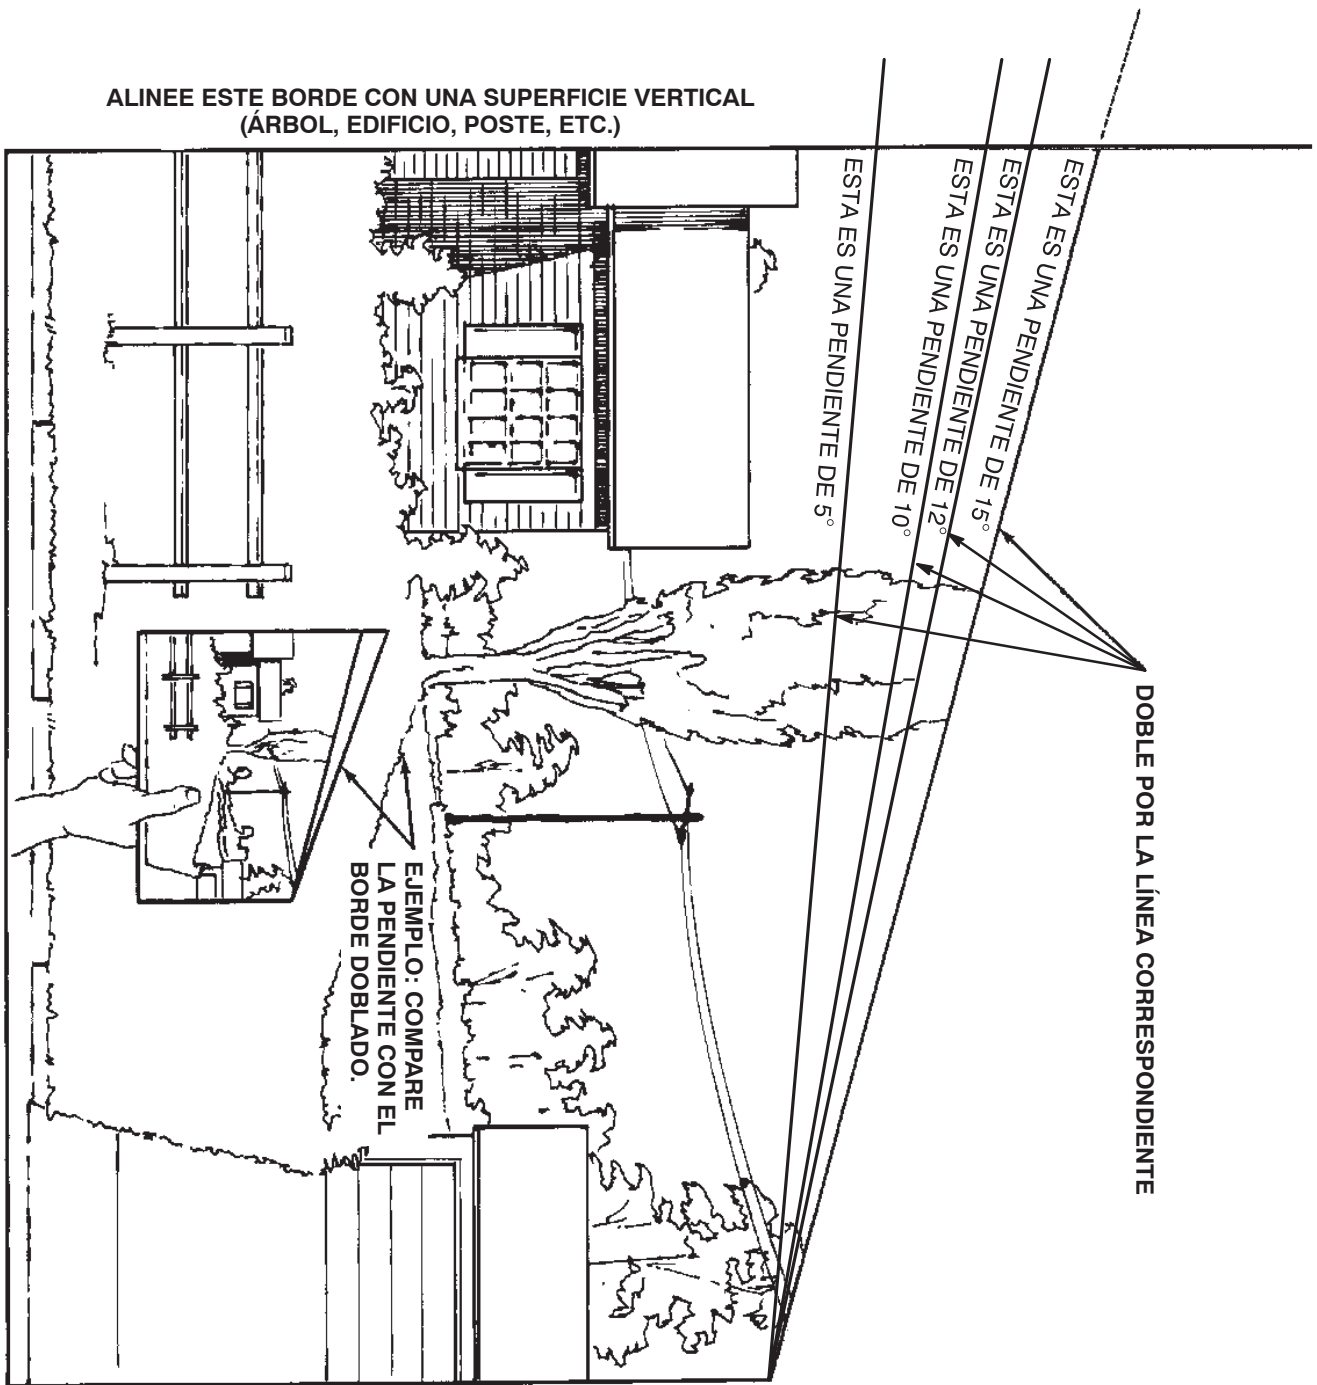 ALINEE ESTE BORDE CON UNA SUPERFICIE VERTICAL
(ÁRBOL, EDIFICIO, POSTE, ETC.)
DOBLE POR LA LÍNEA CORRESPONDIENTE
ESTA ES UNA PENDIENTE DE 15°
ESTA ES UNA PENDIENTE DE 12°
ESTA ES UNA PENDIENTE DE 10°
ESTA ES UNA PENDIENTE DE 5°
EJEMPLO: COMPARE
LA PENDIENTE CON EL
BORDE DOBLADO.